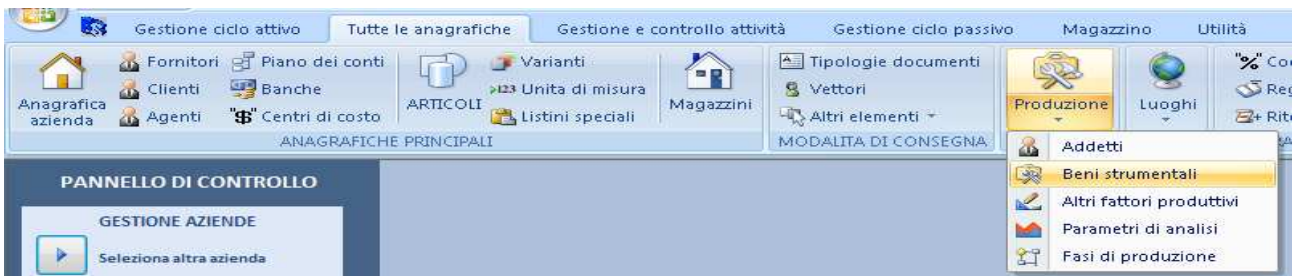 Gestione ciclo attivo Tutte le anagrafiche Gestione e controllo attività Gestione ciclo passivo Magazzino Utilità
Fornitori Piano dei conti Varianti Tipologie documenti "%"
Clienti Banche Unita di misura Vettori
Anagrafica azienda Agenti "$" Centri di costo ARTICOLI Listini speciali Magazzini Altri elementi Produzione Luoghi
ANAGRAFICHE PRINCIPALI MODALITA DI CONSEGNA
Addetti
Beni strumentali
Altri fattori produttivi
Parametri di analisi
Fasi di produzione
PANNELLO DI CONTROLLO
GESTIONE AZIENDE
Seleziona altra azienda